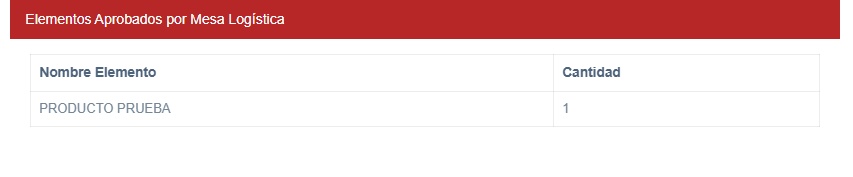 Elementos Aprobados por Mesa Logística
Nombre Elemento Cantidad
PRODUCTO PRUEBA 1